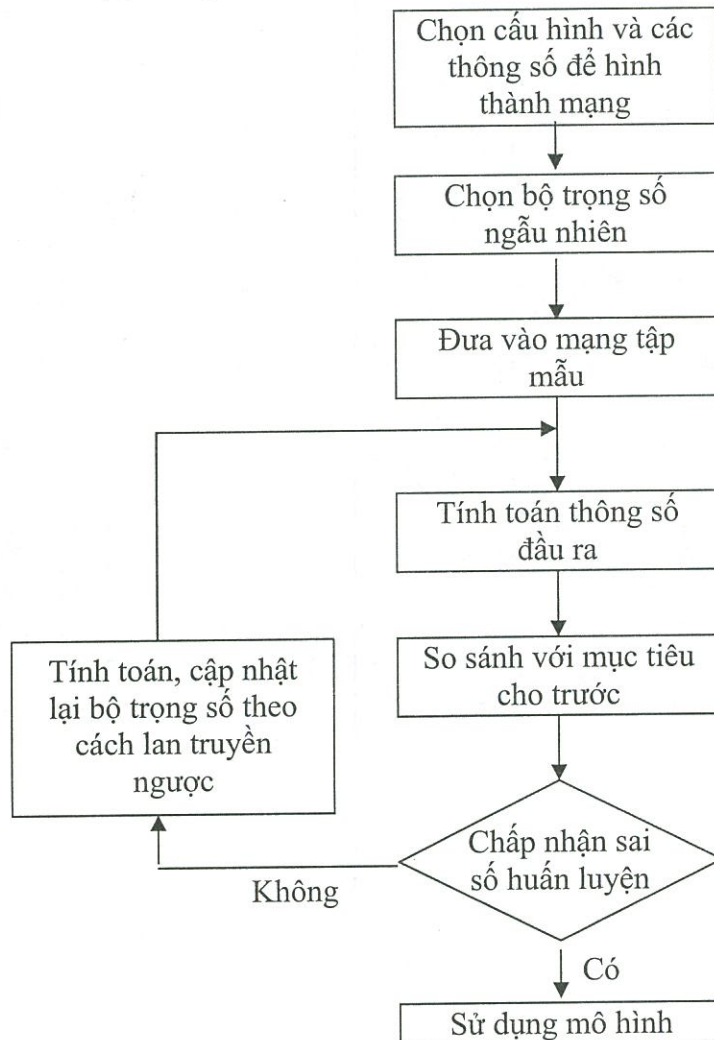 Chọn cấu hình và các
thông số để hình
thành mạng
Chọn bộ trọng số
ngẫu nhiên
Đưa vào mạng tập
mẫu
Tính toán thông số
đầu ra
So sánh với mục tiêu
cho trước
Tính toán, cập nhật
lại bộ trọng số theo
cách lan truyền
ngược
Chấp nhận sai
số huấn luyện
Không
Có
Sử dụng mô hình